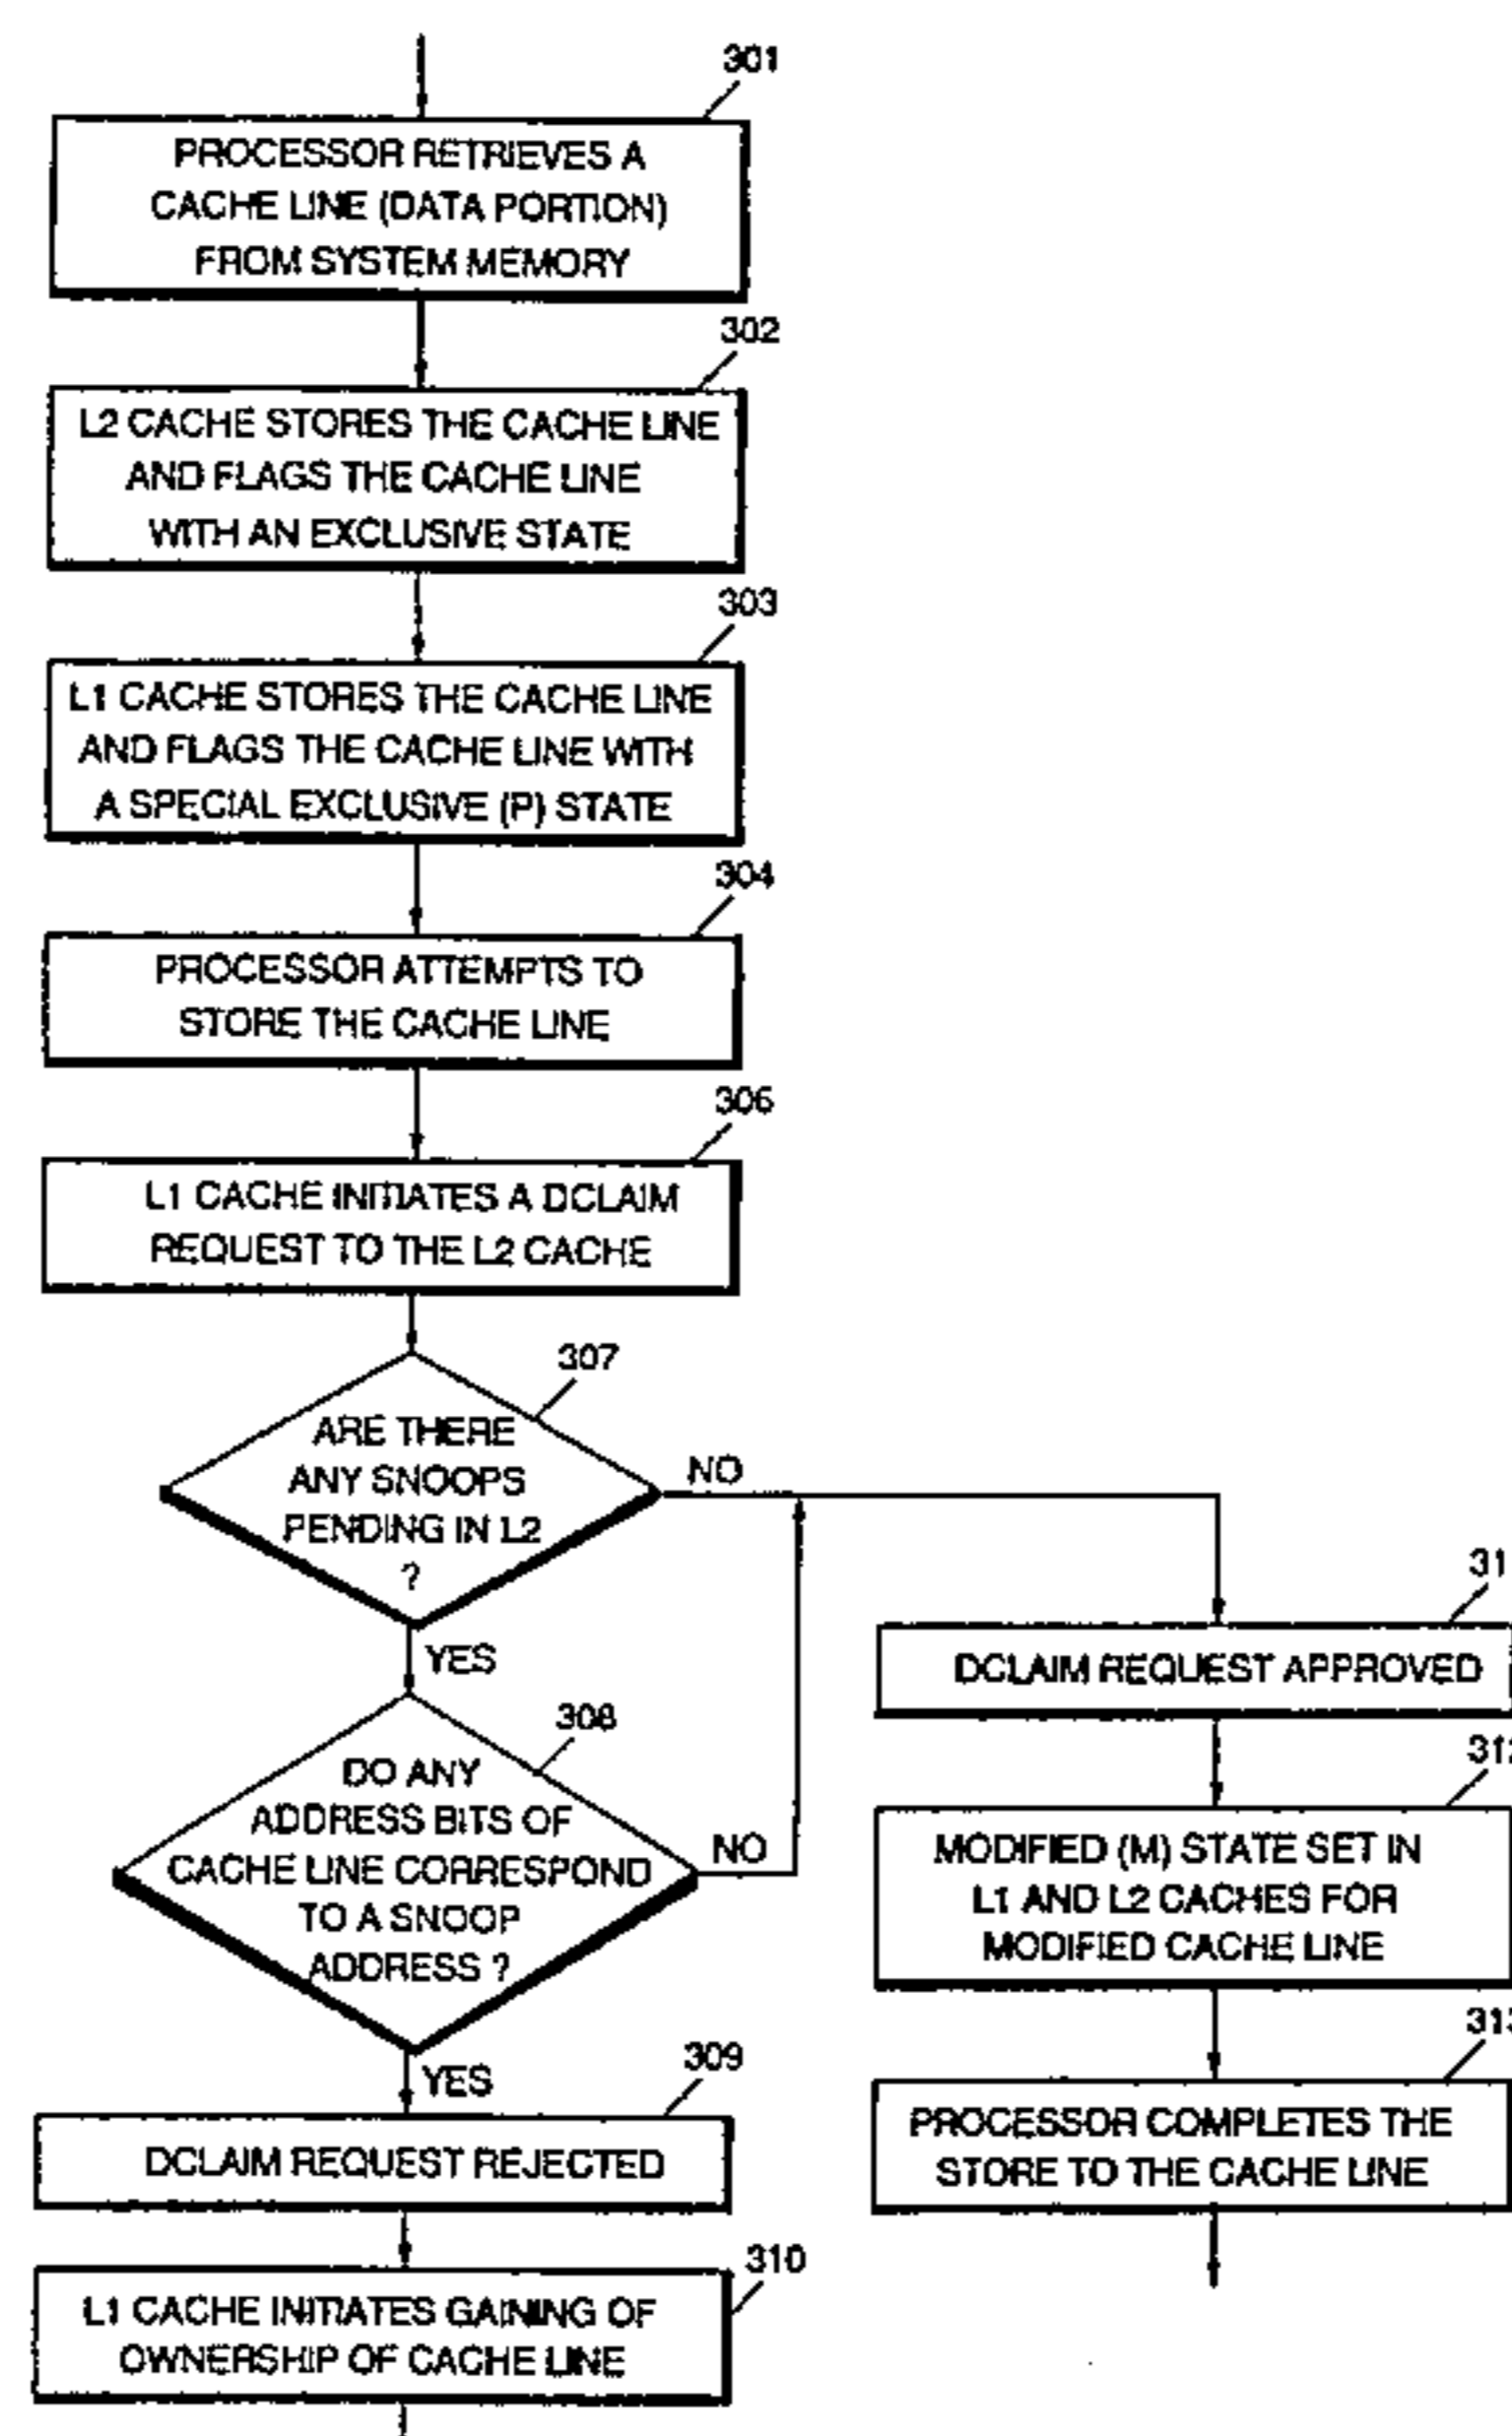 301
PROCESSOR RETRIEVES A
CACHE LINE (DATA PORTION)
FROM SYSTEM MEMORY
302
L2 CACHE STORES THE CACHE LINE
AND FLAGS THE CACHE LINE
WITH AN EXCLUSIVE STATE
303
L1 CACHE STORES THE CACHE LINE
AND FLAGS THE CACHE LINE WITH
A SPECIAL EXCLUSIVE (P) STATE
304
PROCESSOR ATTEMPTS TO
STORE THE CACHE LINE
306
L1 CACHE INITIATES A DCLAIM
REQUEST TO THE L2 CACHE
307
ARE THERE
ANY SNOOPS
PENDING IN L2
?
NO
YES
308
DO ANY
ADDRESS BITS OF
CACHE LINE CORRESPOND
TO A SNOOP
ADDRESS ?
NO
YES
309
DCLAIM REQUEST REJECTED
310
L1 CACHE INITIATES GAINING OF
OWNERSHIP OF CACHE LINE
31
DCLAIM REQUEST APPROVED
312
MODIFIED (M) STATE SET IN
L1 AND L2 CACHES FOR
MODIFIED CACHE LINE
313
PROCESSOR COMPLETES THE
STORE TO THE CACHE LINE